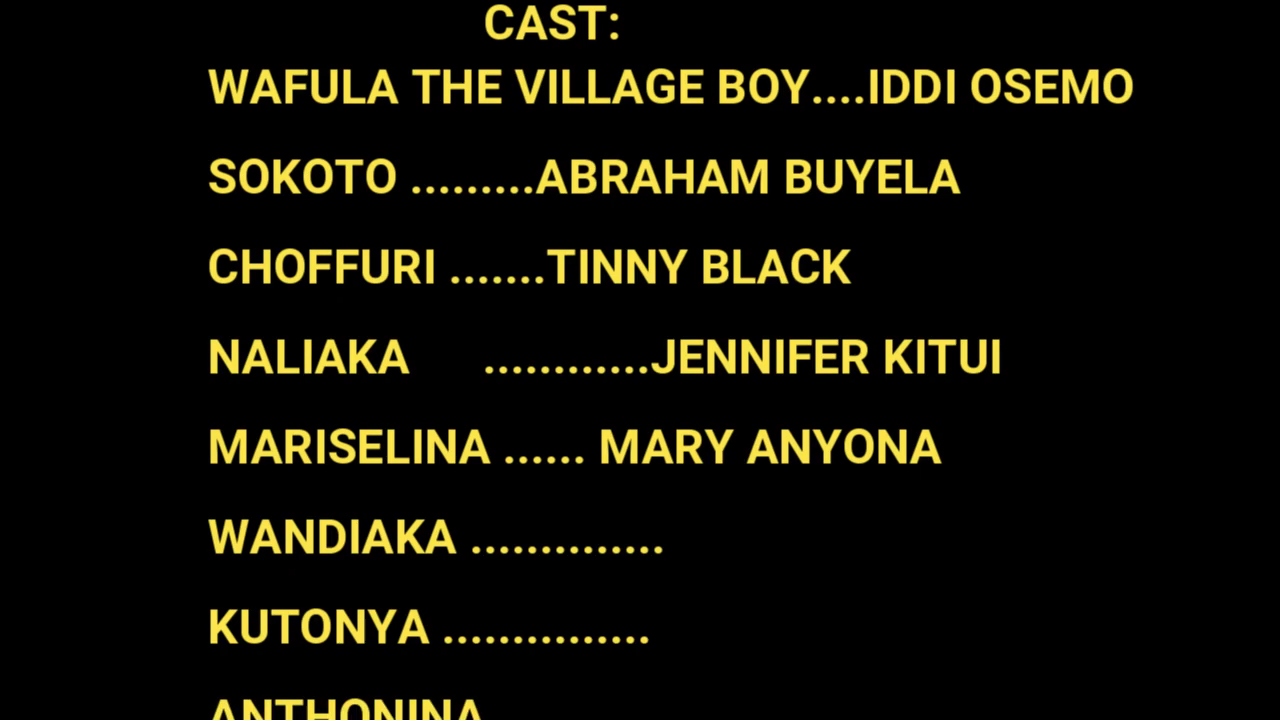 CAST:
WAFULA THE VILLAGE BOY....IDDI OSEMO
SOKOTO .........ABRAHAM BUYELA
CHOFFURI .......TINNY BLACK
NALIAKA ............JENNIFER KITUI
MARISELINA ...... MARY ANYONA
WANDIAKA ..............
KUTONYA ...............
ANTHONINA